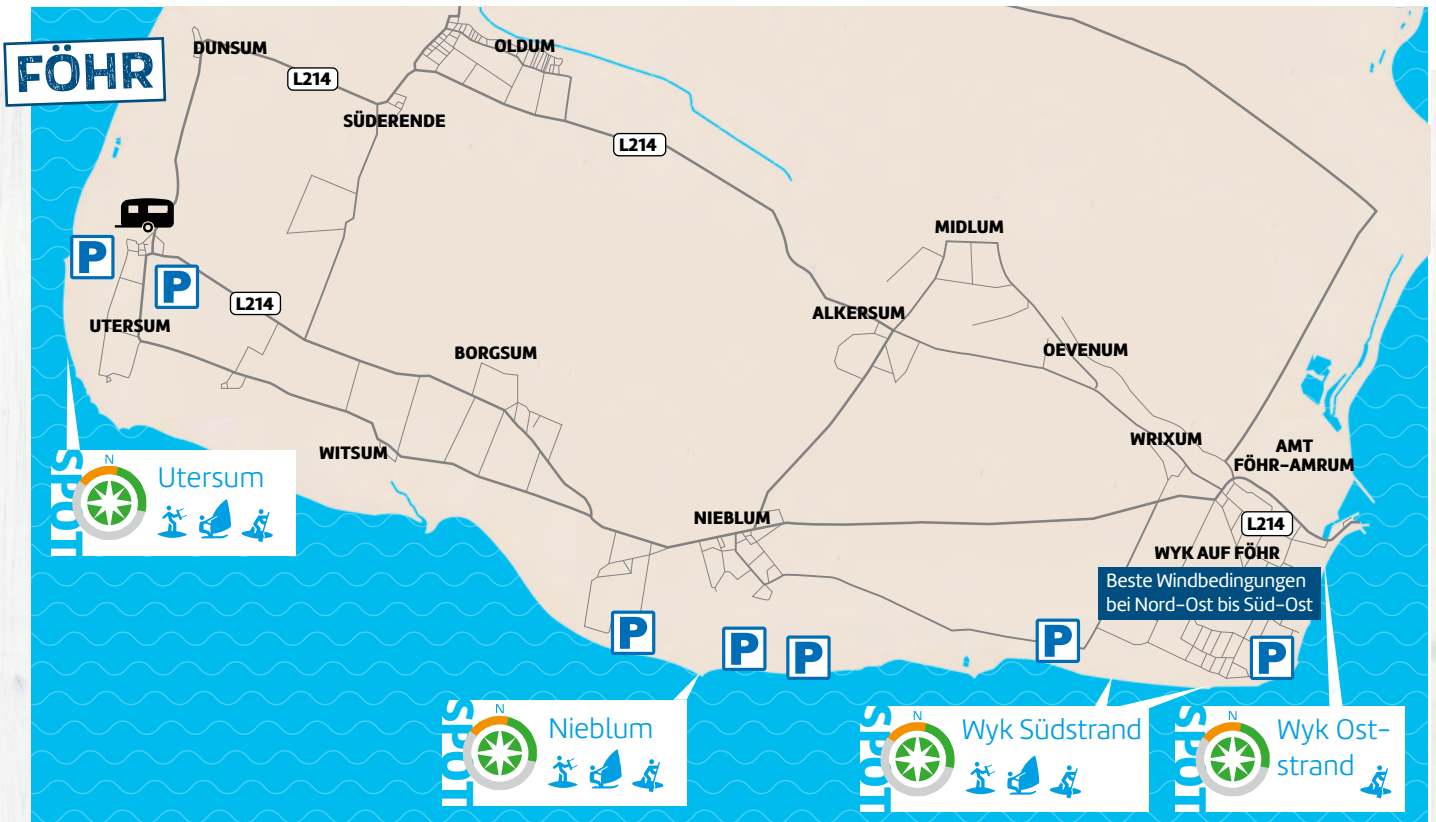 FÖHR
DUNSUM
OLDUM
L214
SÜDERENDE
L214
MIDLUM
P
P
L214
UTERSUM
ALKERSUM
BORGSUM
OEVENUM
WITSUM
WRIXUM
AMT
FÖHR-AMRUM
NIEBLUM
L214
WYK AUF FÖHR
Beste Windbedingungen
bei Nord-Ost bis Süd-Ost
P
P
P
P
P
SPOT
N
Utersum
SPOT
N
Nieblum
SPOT
N
Wyk Südstrand
SPOT
N
Wyk Ost-
strand